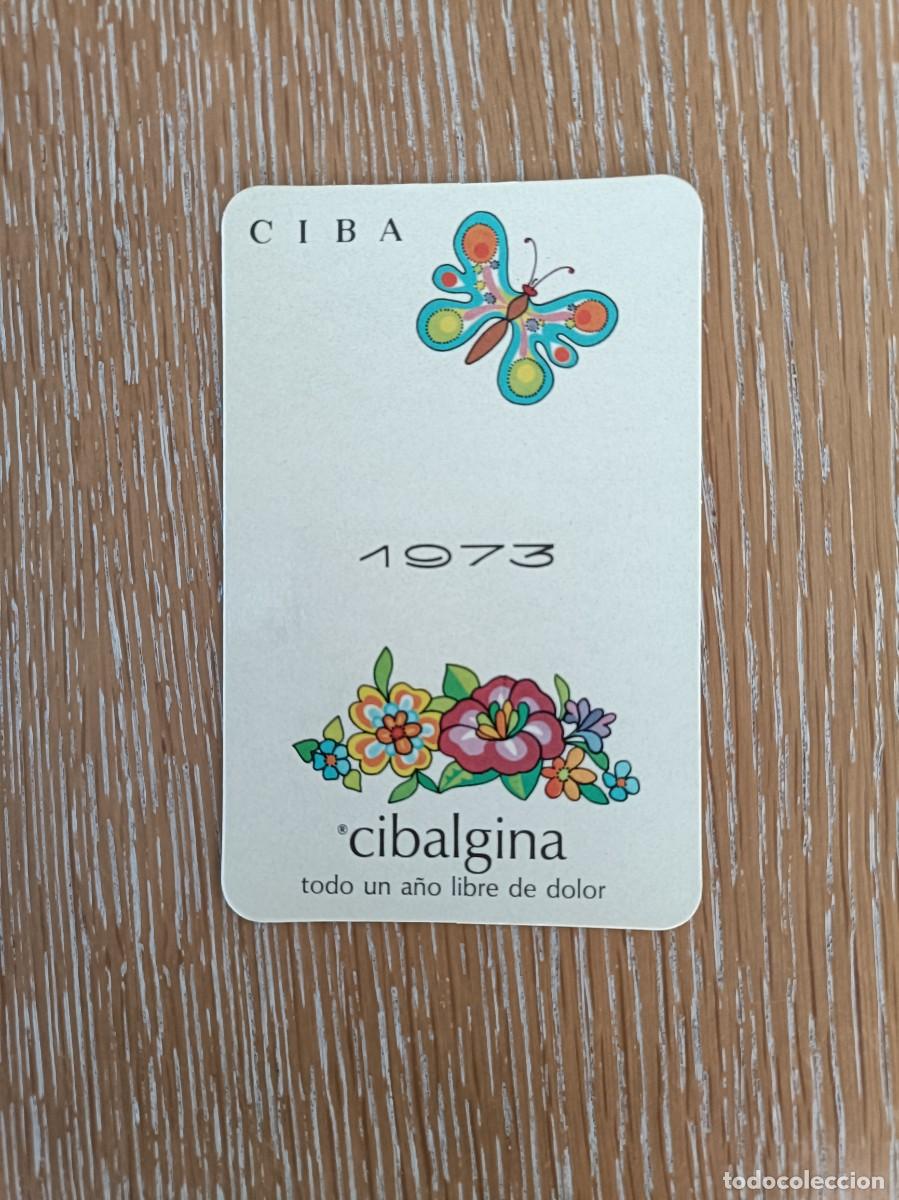 CIBA
1973
®cibalgina
todo un año libre de dolor
todocoleccion